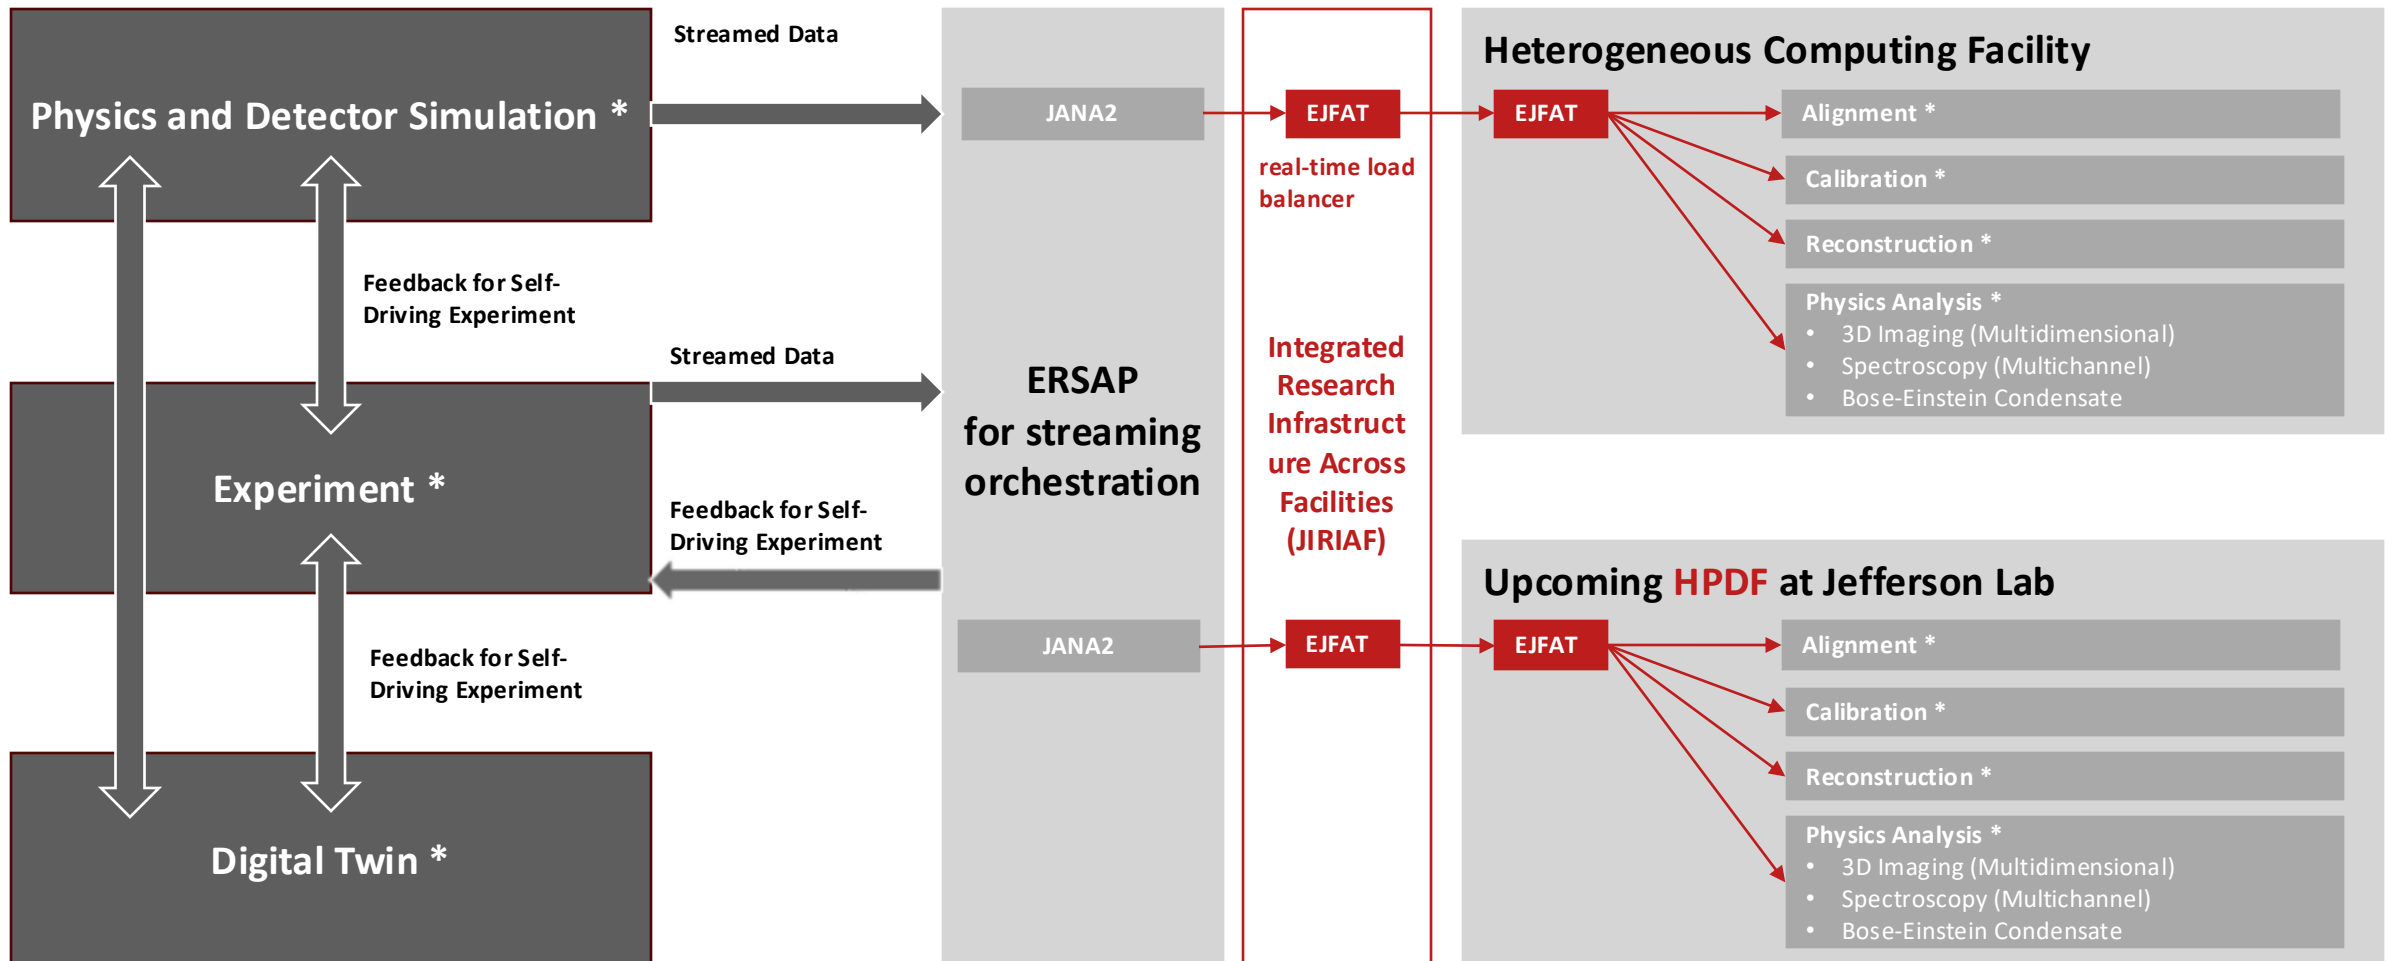 Physics and Detector Simulation *
Streamed Data
Feedback for Self-
Driving Experiment
Experiment *
Streamed Data
Feedback for Self-
Driving Experiment
Feedback for Self-
Driving Experiment
Digital Twin *
JANA2
ERSAP
for streaming
orchestration
JANA2
EJFAT
real-time load
balancer
Integrated
Research
Infrastruct
ure Across
Facilities
(JIRIAF)
EJFAT
Heterogeneous Computing Facility
EJFAT
Alignment *
Calibration *
Reconstruction *
Physics Analysis *
• 3D Imaging (Multidimensional)
• Spectroscopy (Multichannel)
• Bose-Einstein Condensate
Upcoming HPDF at Jefferson Lab
EJFAT
Alignment *
Calibration *
Reconstruction *
Physics Analysis *
• 3D Imaging (Multidimensional)
• Spectroscopy (Multichannel)
• Bose-Einstein Condensate